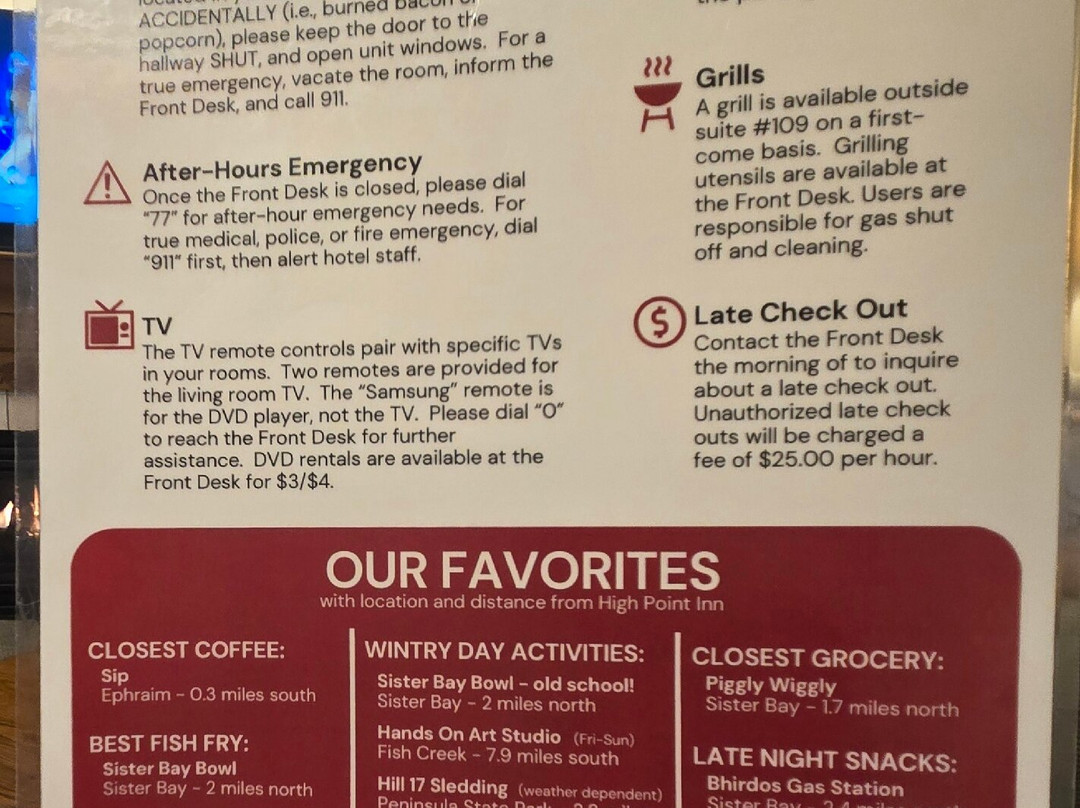 ACCIDENTALLY (i.e., burned bacon or
popcorn), please keep the door to the
hallway SHUT, and open unit windows. For a
true emergency, vacate the room, inform the
Front Desk, and call 911.
After-Hours Emergency
Once the Front Desk is closed, please dial
"77" for after-hour emergency needs. For
true medical, police, or fire emergency, dial
"911" first, then alert hotel staff.
TV
The TV remote controls pair with specific TVs
in your rooms. Two remotes are provided for
the living room TV. The "Samsung" remote is
for the DVD player, not the TV. Please dial "0"
to reach the Front Desk for further
assistance. DVD rentals are available at the
Front Desk for $3/$4.
Grills
A grill is available outside
suite #109 on a first-
come basis. Grilling
utensils are available at
the Front Desk. Users are
responsible for gas shut
off and cleaning.
Late Check Out
Contact the Front Desk
the morning of to inquire
about a late check out.
Unauthorized late check
outs will be charged a
fee of $25.00 per hour.
OUR FAVORITES
with location and distance from High Point Inn
CLOSEST COFFEE:
Sip
Ephraim - 0.3 miles south
BEST FISH FRY:
Sister Bay Bowl
Sister Bay - 2 miles north
WINTRY DAY ACTIVITIES:
Sister Bay Bowl - old school!
Sister Bay - 2 miles north
Hands On Art Studio (Fri-Sun)
Fish Creek - 7.9 miles south
Hill 17 Sledding (weather dependent)
Peninsula State Park
CLOSEST GROCERY:
Piggly Wiggly
Sister Bay - 1.7 miles north
LATE NIGHT SNACKS:
Bhirdos Gas Station
Sister Bay